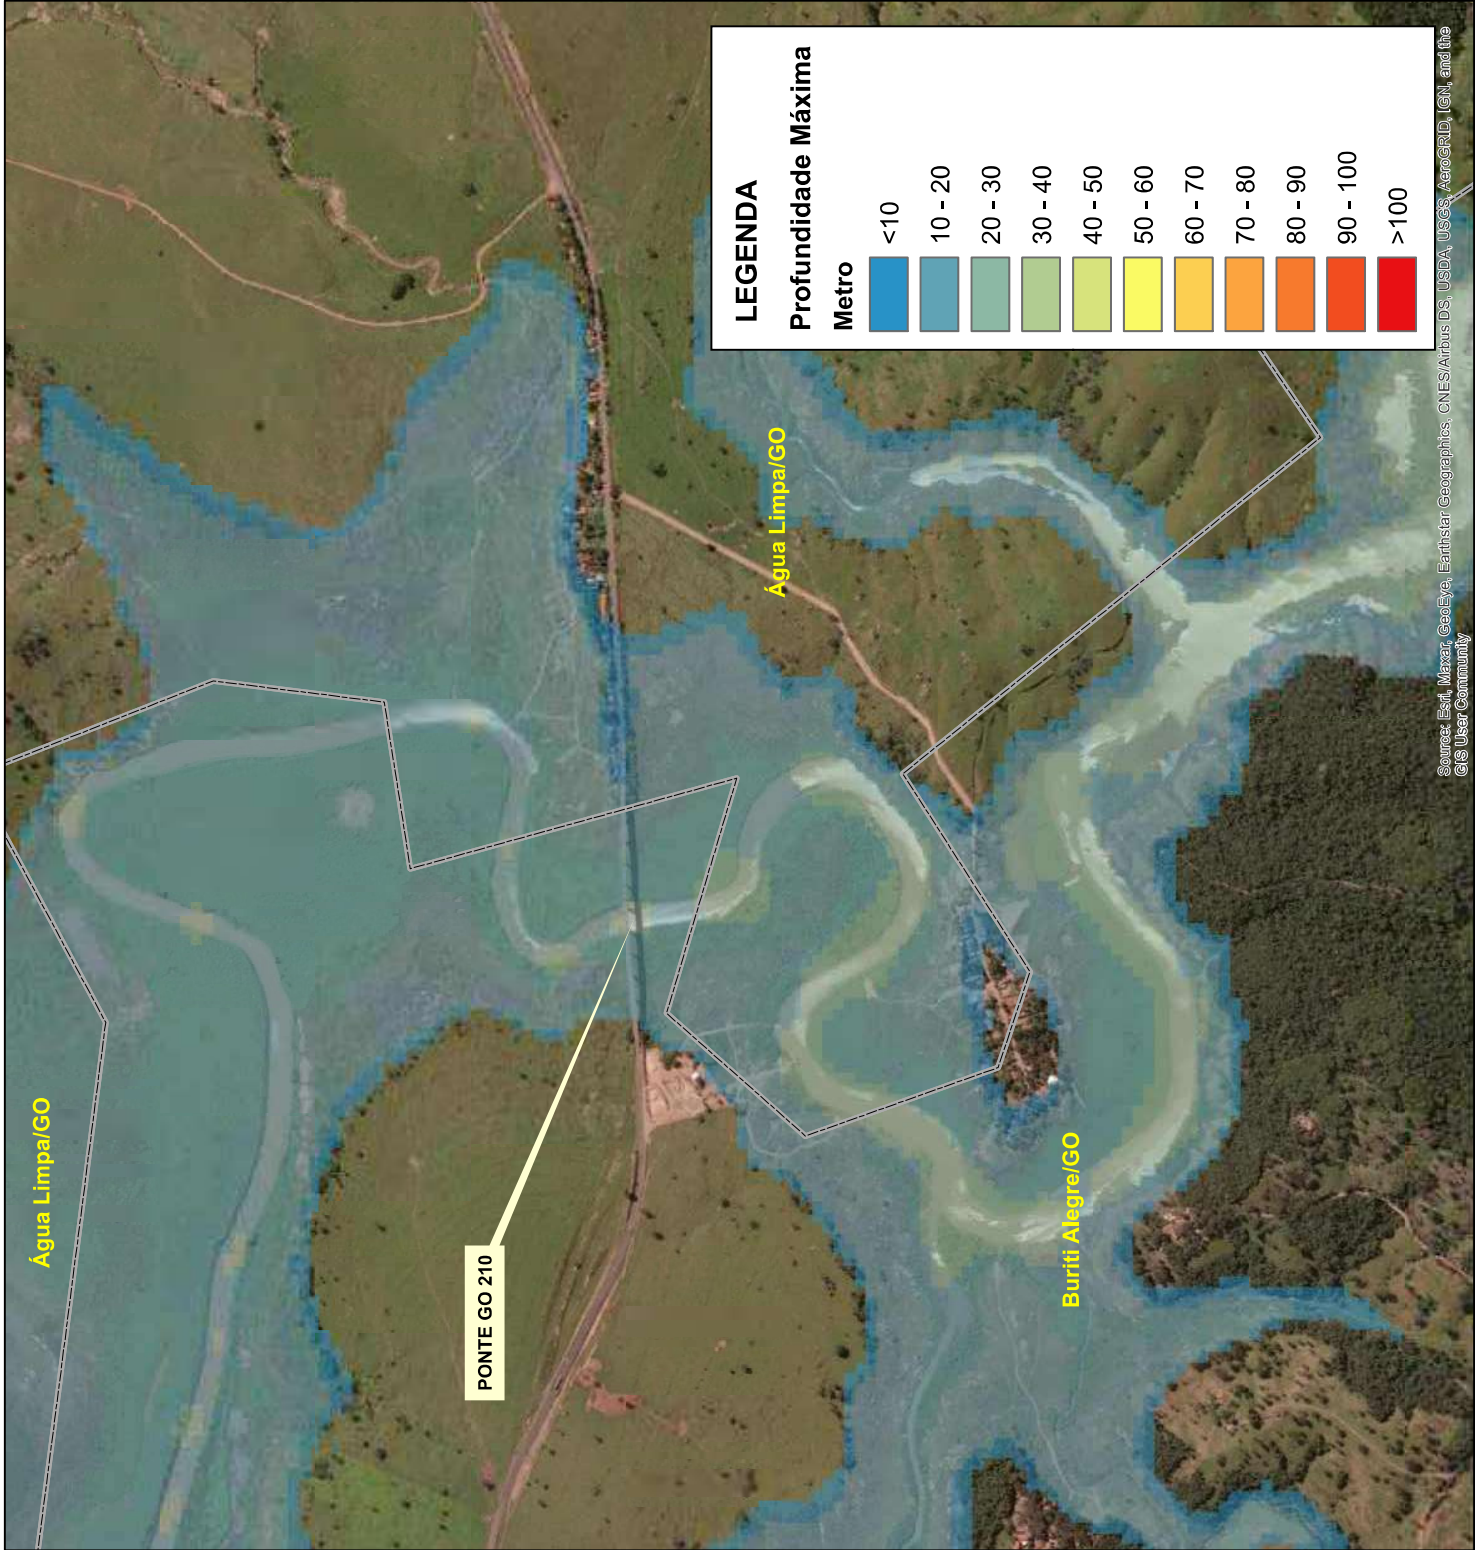 LEGENDA
Profundidade Máxima
Metro
<10
10 - 20
20 - 30
30 - 40
40 - 50
50 - 60
60 - 70
70 - 80
80 - 90
90 - 100
>100
Água Limpa/GO
Água Limpa/GO
PONTE GO 210
Buriti Alegre/GO
Source: Esri, Maxar, GeoEye, Earthstar Geographics, CNES/Airbus DS, USDA, USGS, AeroGRID, IGN, and the
GIS User Community